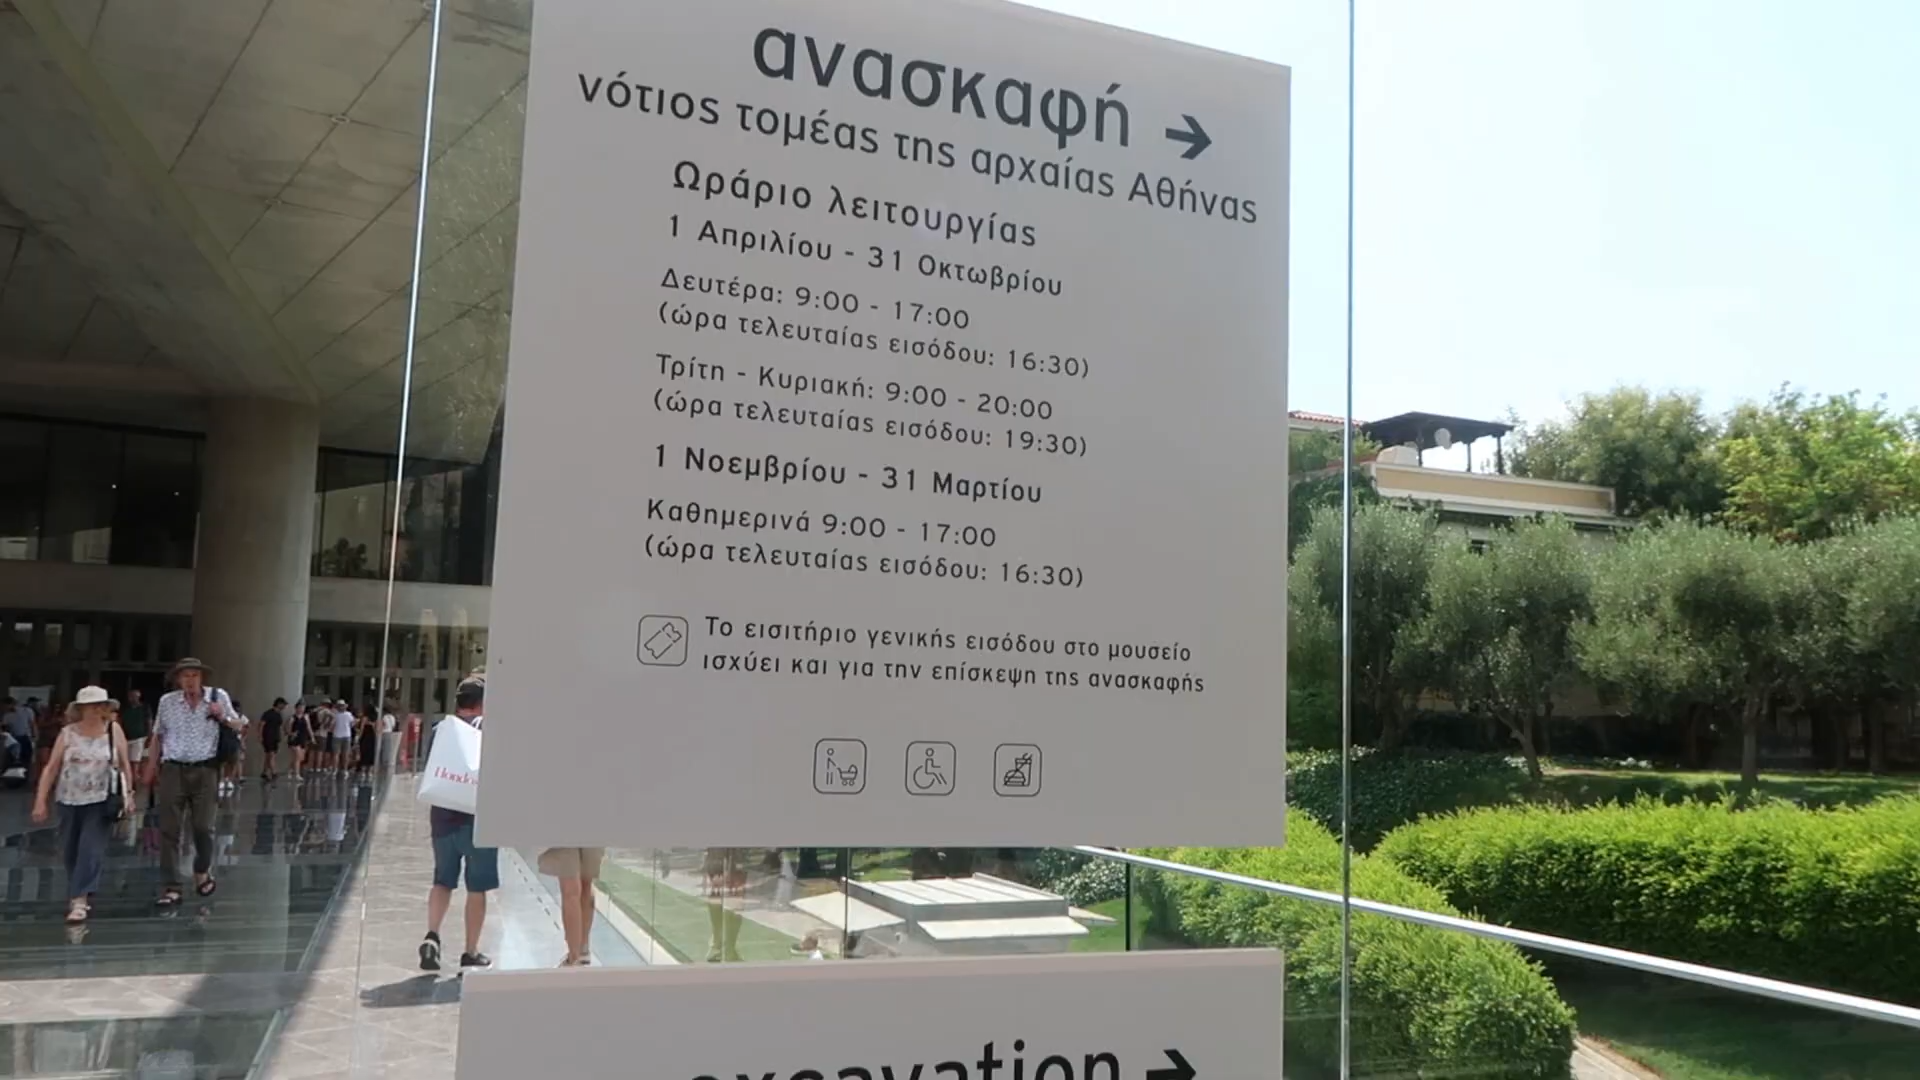 ανασκαφή →
νότιος τομέας της αρχαίας Αθήνας
Ωράριο λειτουργίας
1 Απριλίου - 31 Οκτωβρίου
Δευτέρα: 9:00 - 17:00
(ώρα τελευταίας εισόδου: 16:30)
Τρίτη - Κυριακή: 9:00 - 20:00
(ώρα τελευταίας εισόδου: 19:30)
1 Νοεμβρίου - 31 Μαρτίου
Καθημερινά 9:00 - 17:00
(ώρα τελευταίας εισόδου: 16:30)
Το εισιτήριο γενικής εισόδου στο μουσείο
ισχύει και για την επίσκεψη της ανασκαφής
excavation →